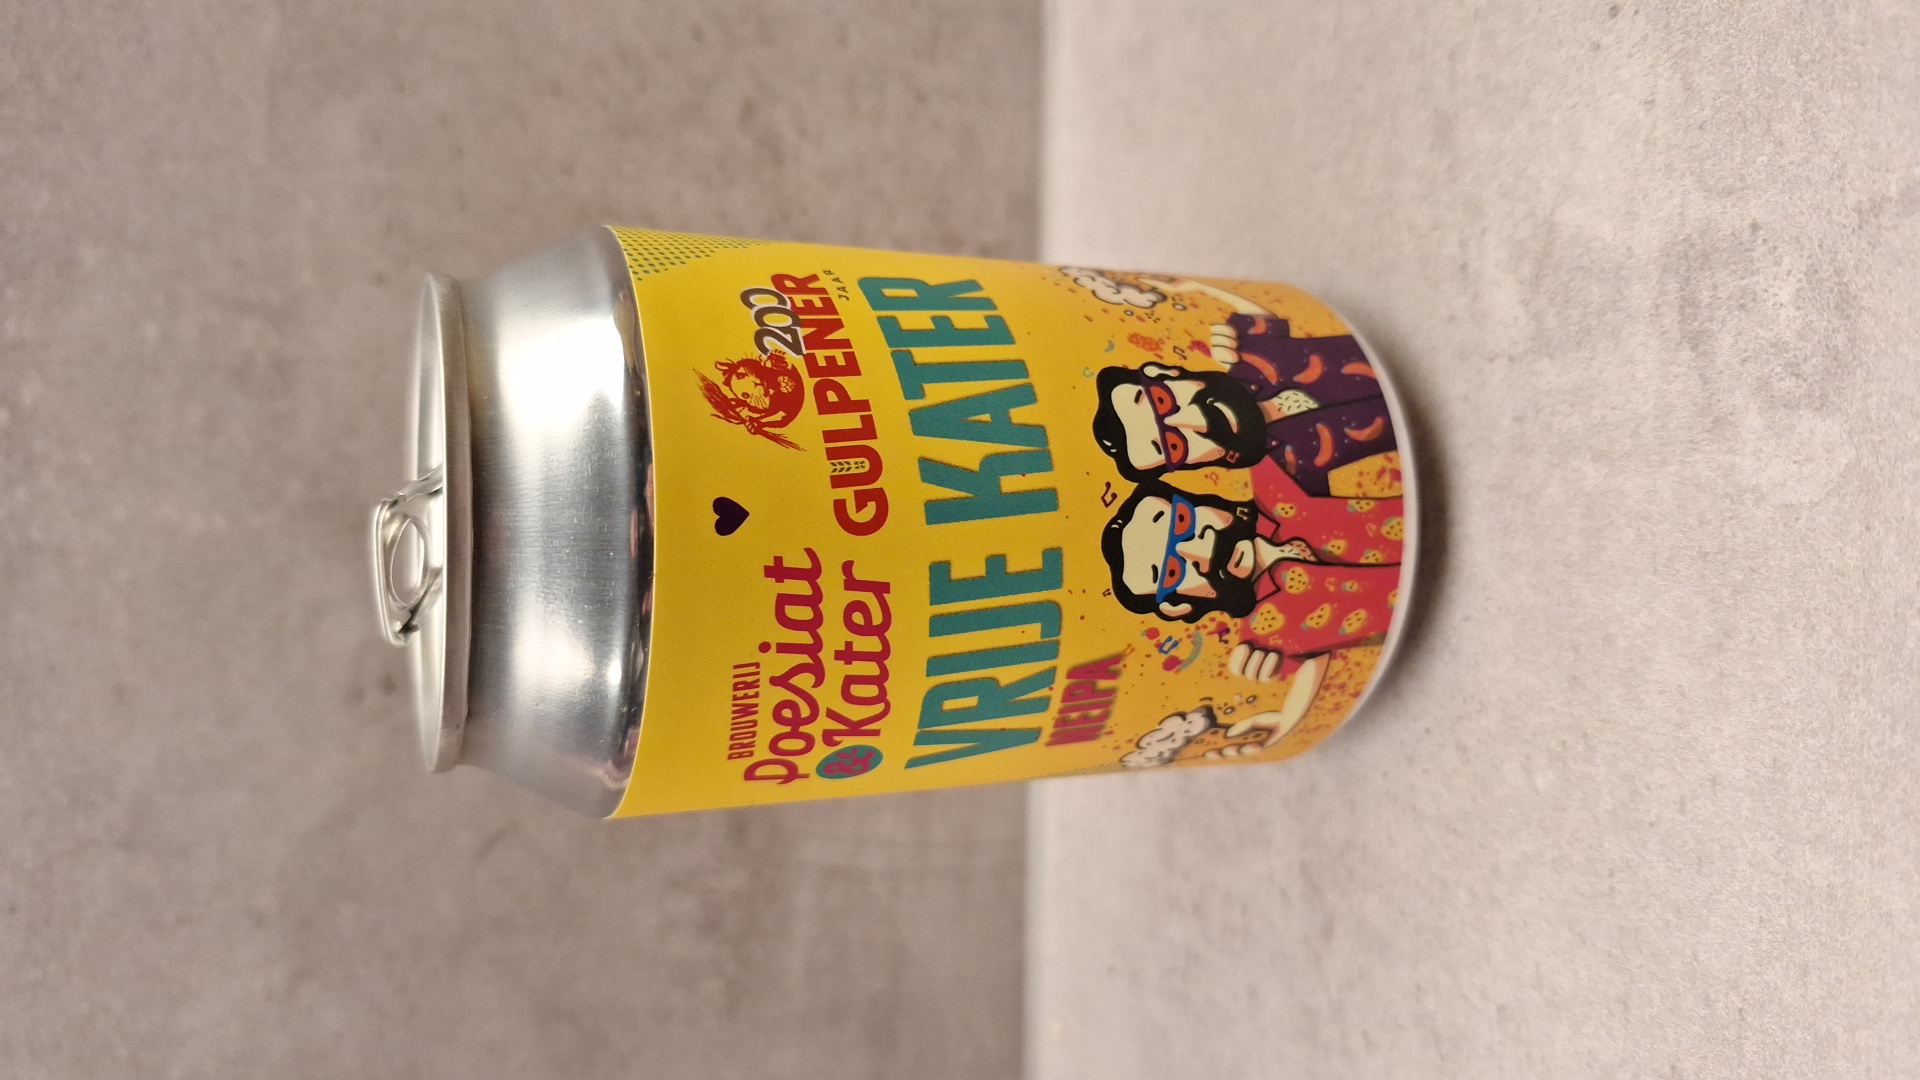 BROUWERIJ
Poesiat
& Kater
200
GULPENER
JAAR
VRIJE KATER
NEIPA